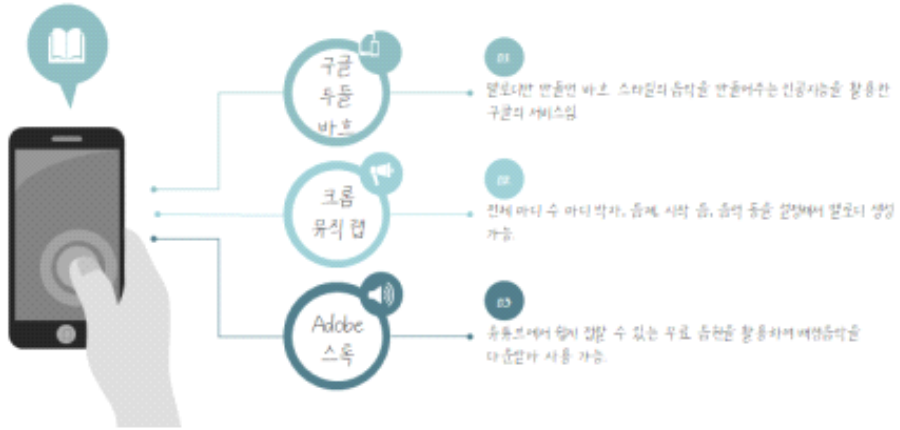 구글
두들
바흐
01
멜로디만 만들면 바흐 스타일의 음악을 만들어주는 인공지능을 활용한
구글의 서비스임
크롬
뮤직 랩
02
전체 마디 수 마디 박자, 음계, 시작 음, 음역 등을 설정해서 멜로디 생성
가능.
Adobe
스톡
03
유튜브에서 쉽게 접할 수 있는 무료 음원을 활용하여 배경음악을
다운받아 사용 가능.